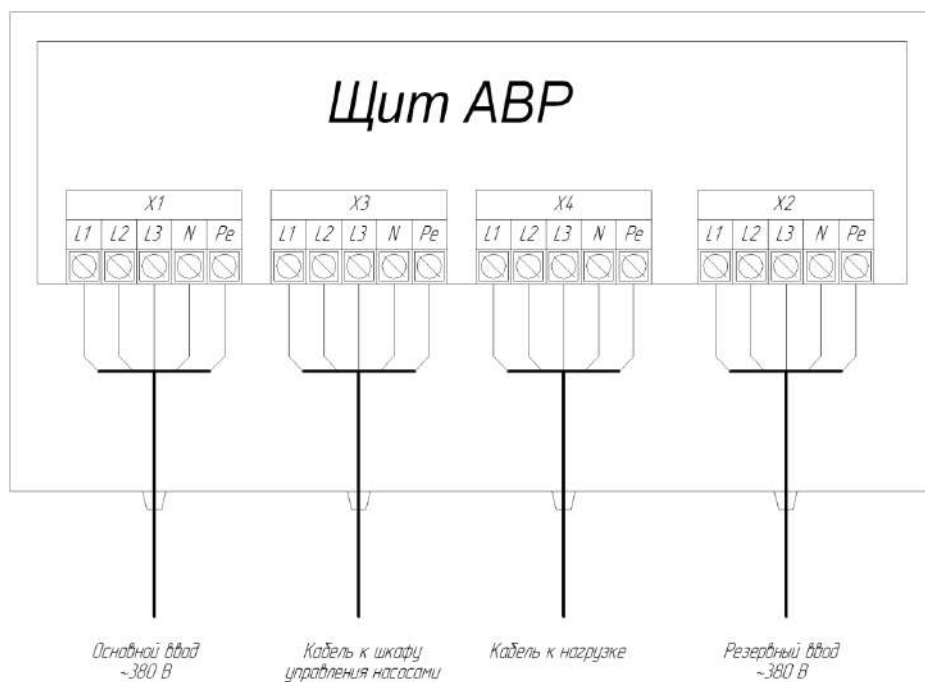 Щит АВР
X1 X3 X4 X2
L1 L2 L3 N Pe L1 L2 L3 N Pe L1 L2 L3 N Pe L1 L2 L3 N Pe
Основной ввод
~380 В
Кабель к шкафу
управления насосами
Кабель к нагрузке
Резервный ввод
~380 В